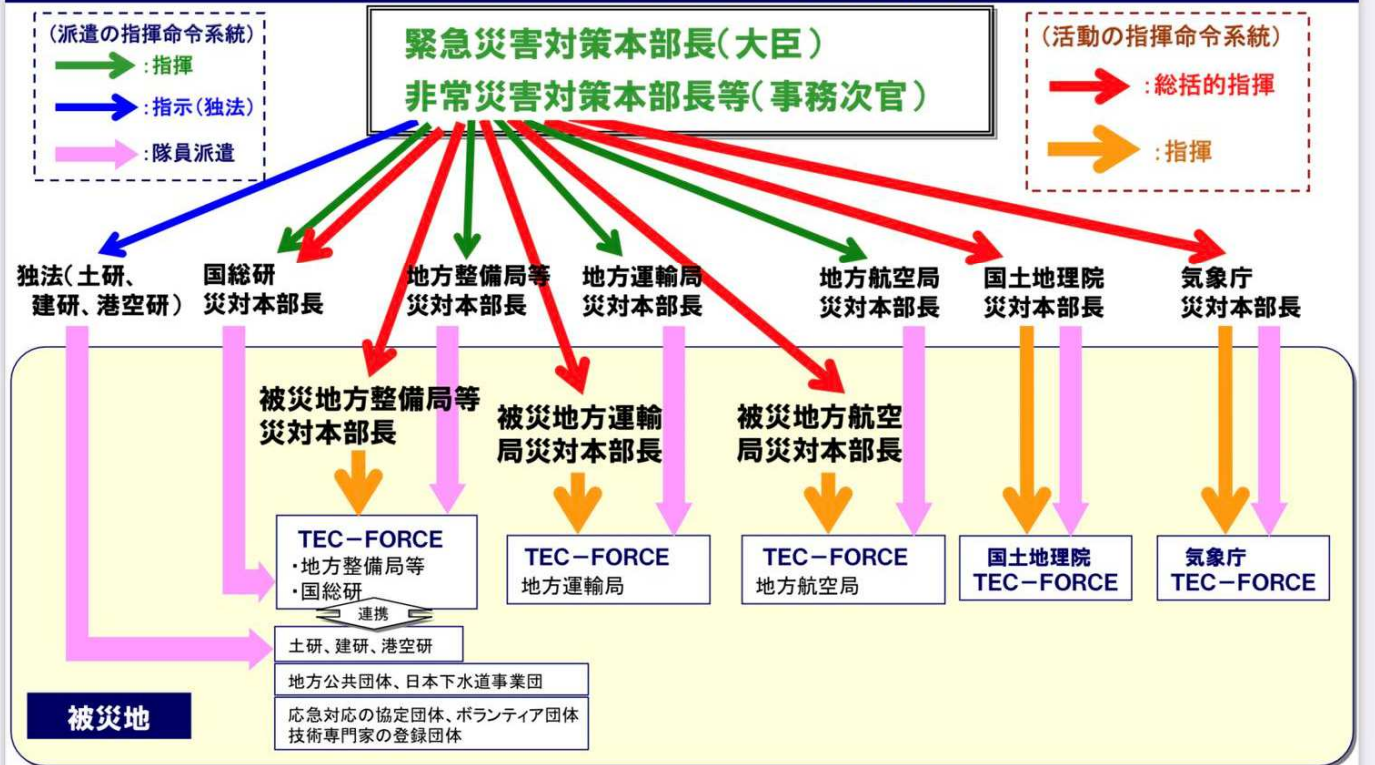 (派遣の指揮命令系統)
:指揮
:指示(独法)
:隊員派遣
緊急災害対策本部長(大臣)
非常災害対策本部長等(事務次官)
(活動の指揮命令系統)
:総括的指揮
:指揮
独法(土研、
建研、港空研)
国総研
災対本部長
地方整備局等
災対本部長
地方運輸局
災対本部長
地方航空局
災対本部長
国土地理院
災対本部長
気象庁
災対本部長
被災地方整備局等
災対本部長
被災地方運輸
局災対本部長
被災地方航空
局災対本部長
TEC-FORCE
・地方整備局等
・国総研
連携
土研、建研、港空研
地方公共団体、日本下水道事業団
応急対応の協定団体、ボランティア団体
技術専門家の登録団体
TEC-FORCE
地方運輸局
TEC-FORCE
地方航空局
国土地理院
TEC-FORCE
気象庁
TEC-FORCE
被災地